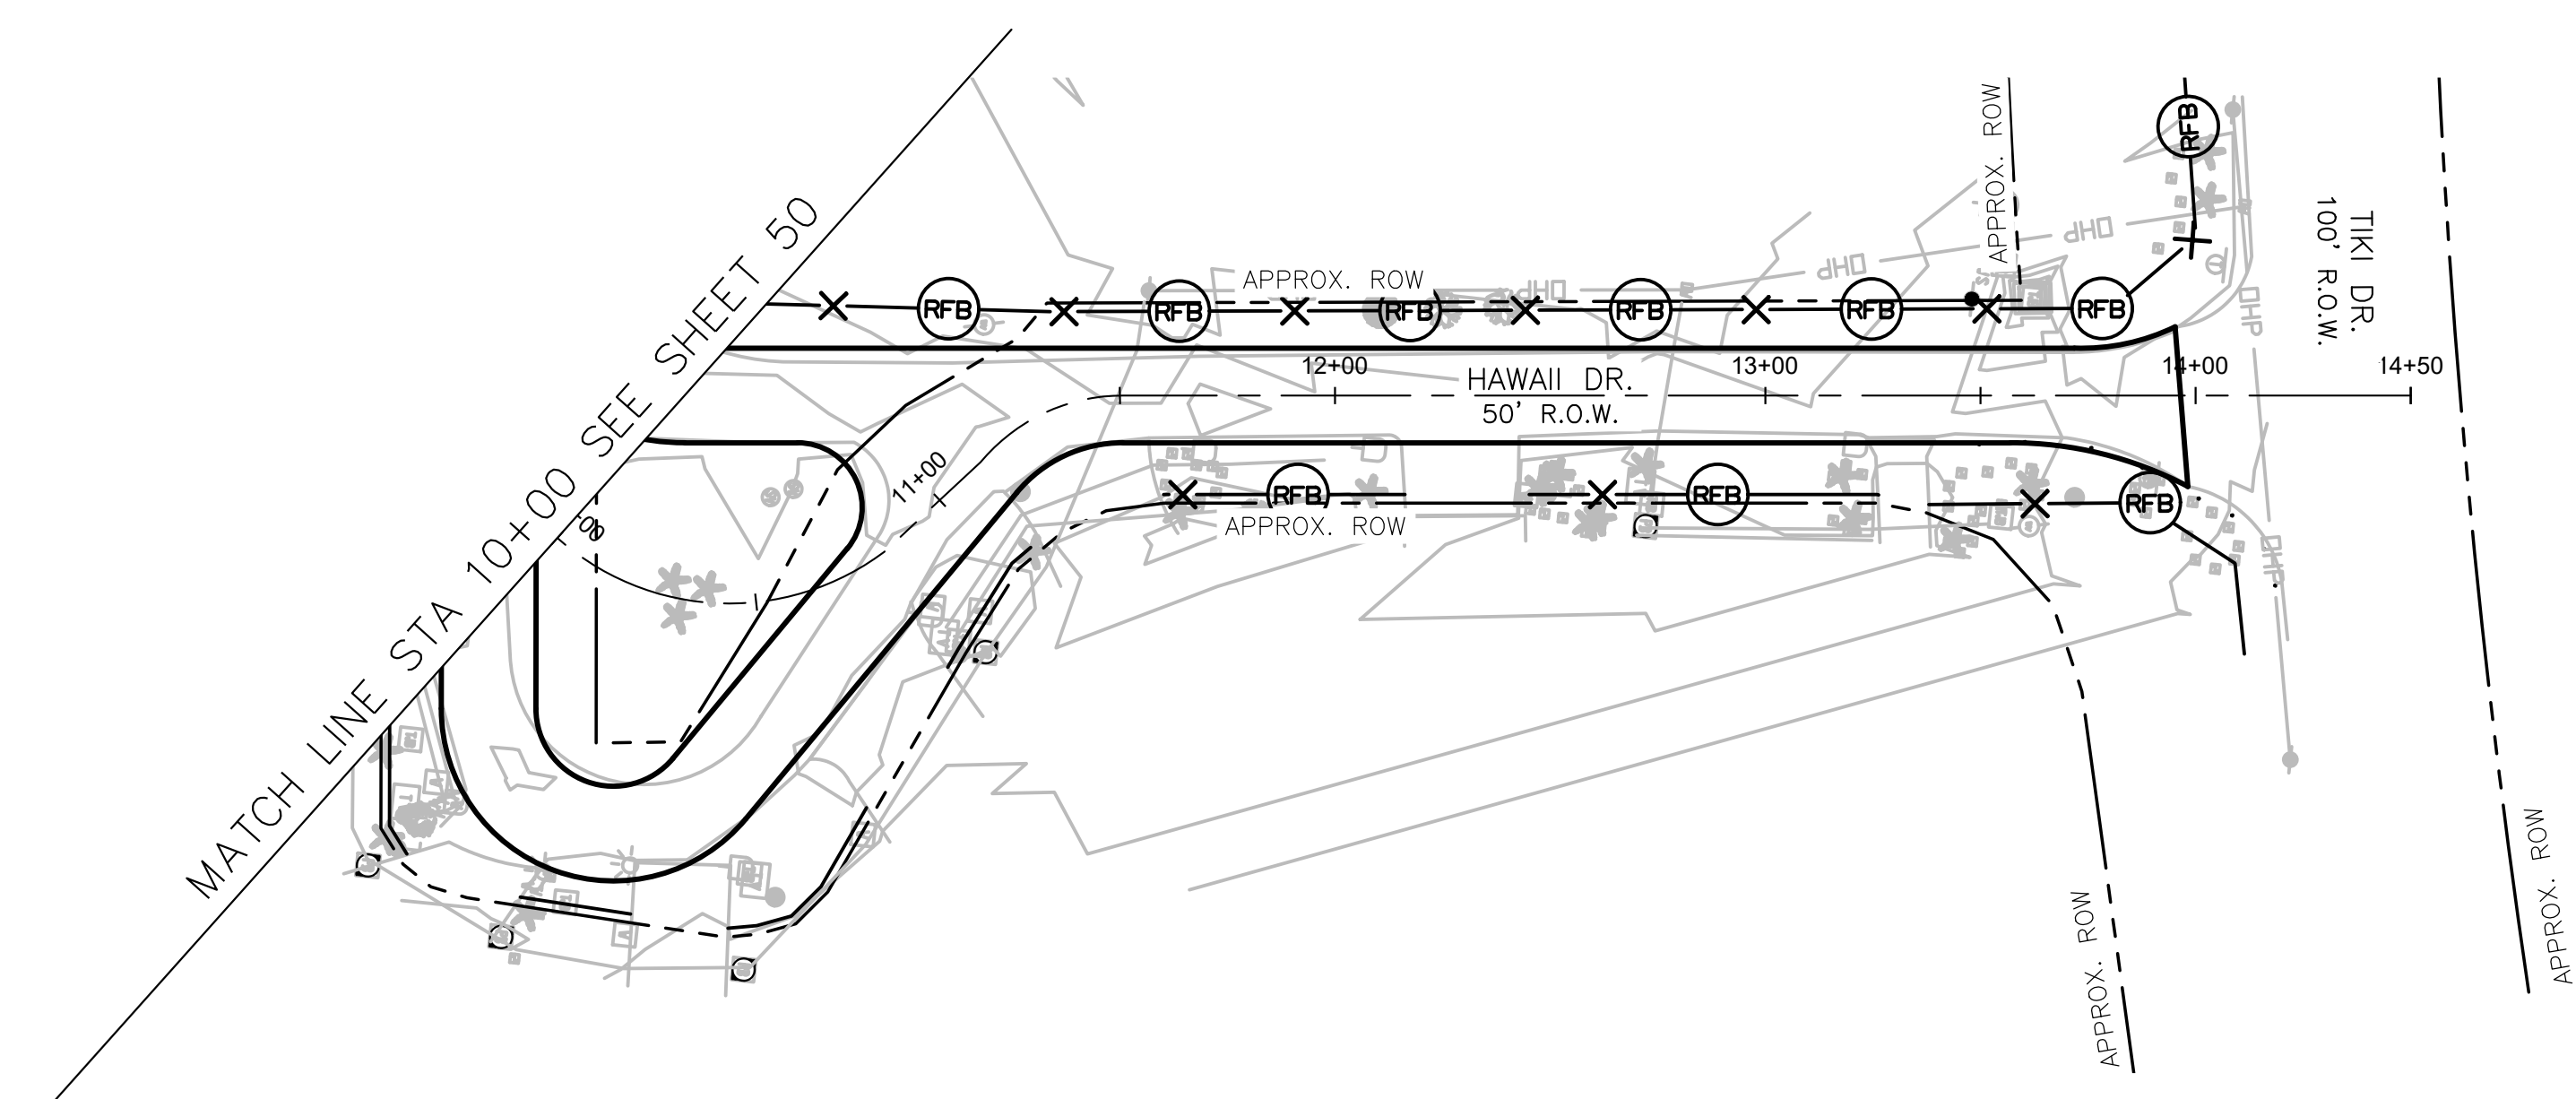 MATCH LINE STA 10+00 SEE SHEET 50
APPROX. ROW
RFB
RFB
RFB
RFB
RFB
RFB
RFB
APPROX. ROW
OHP
OHP
OHP
OHP
OHP
TIKI DR.
100' R.O.W.
12+00
13+00
14+00
14+50
HAWAII DR.
50' R.O.W.
11+00
RFB
RFB
RFB
APPROX. ROW
APPROX. ROW
APPROX. ROW